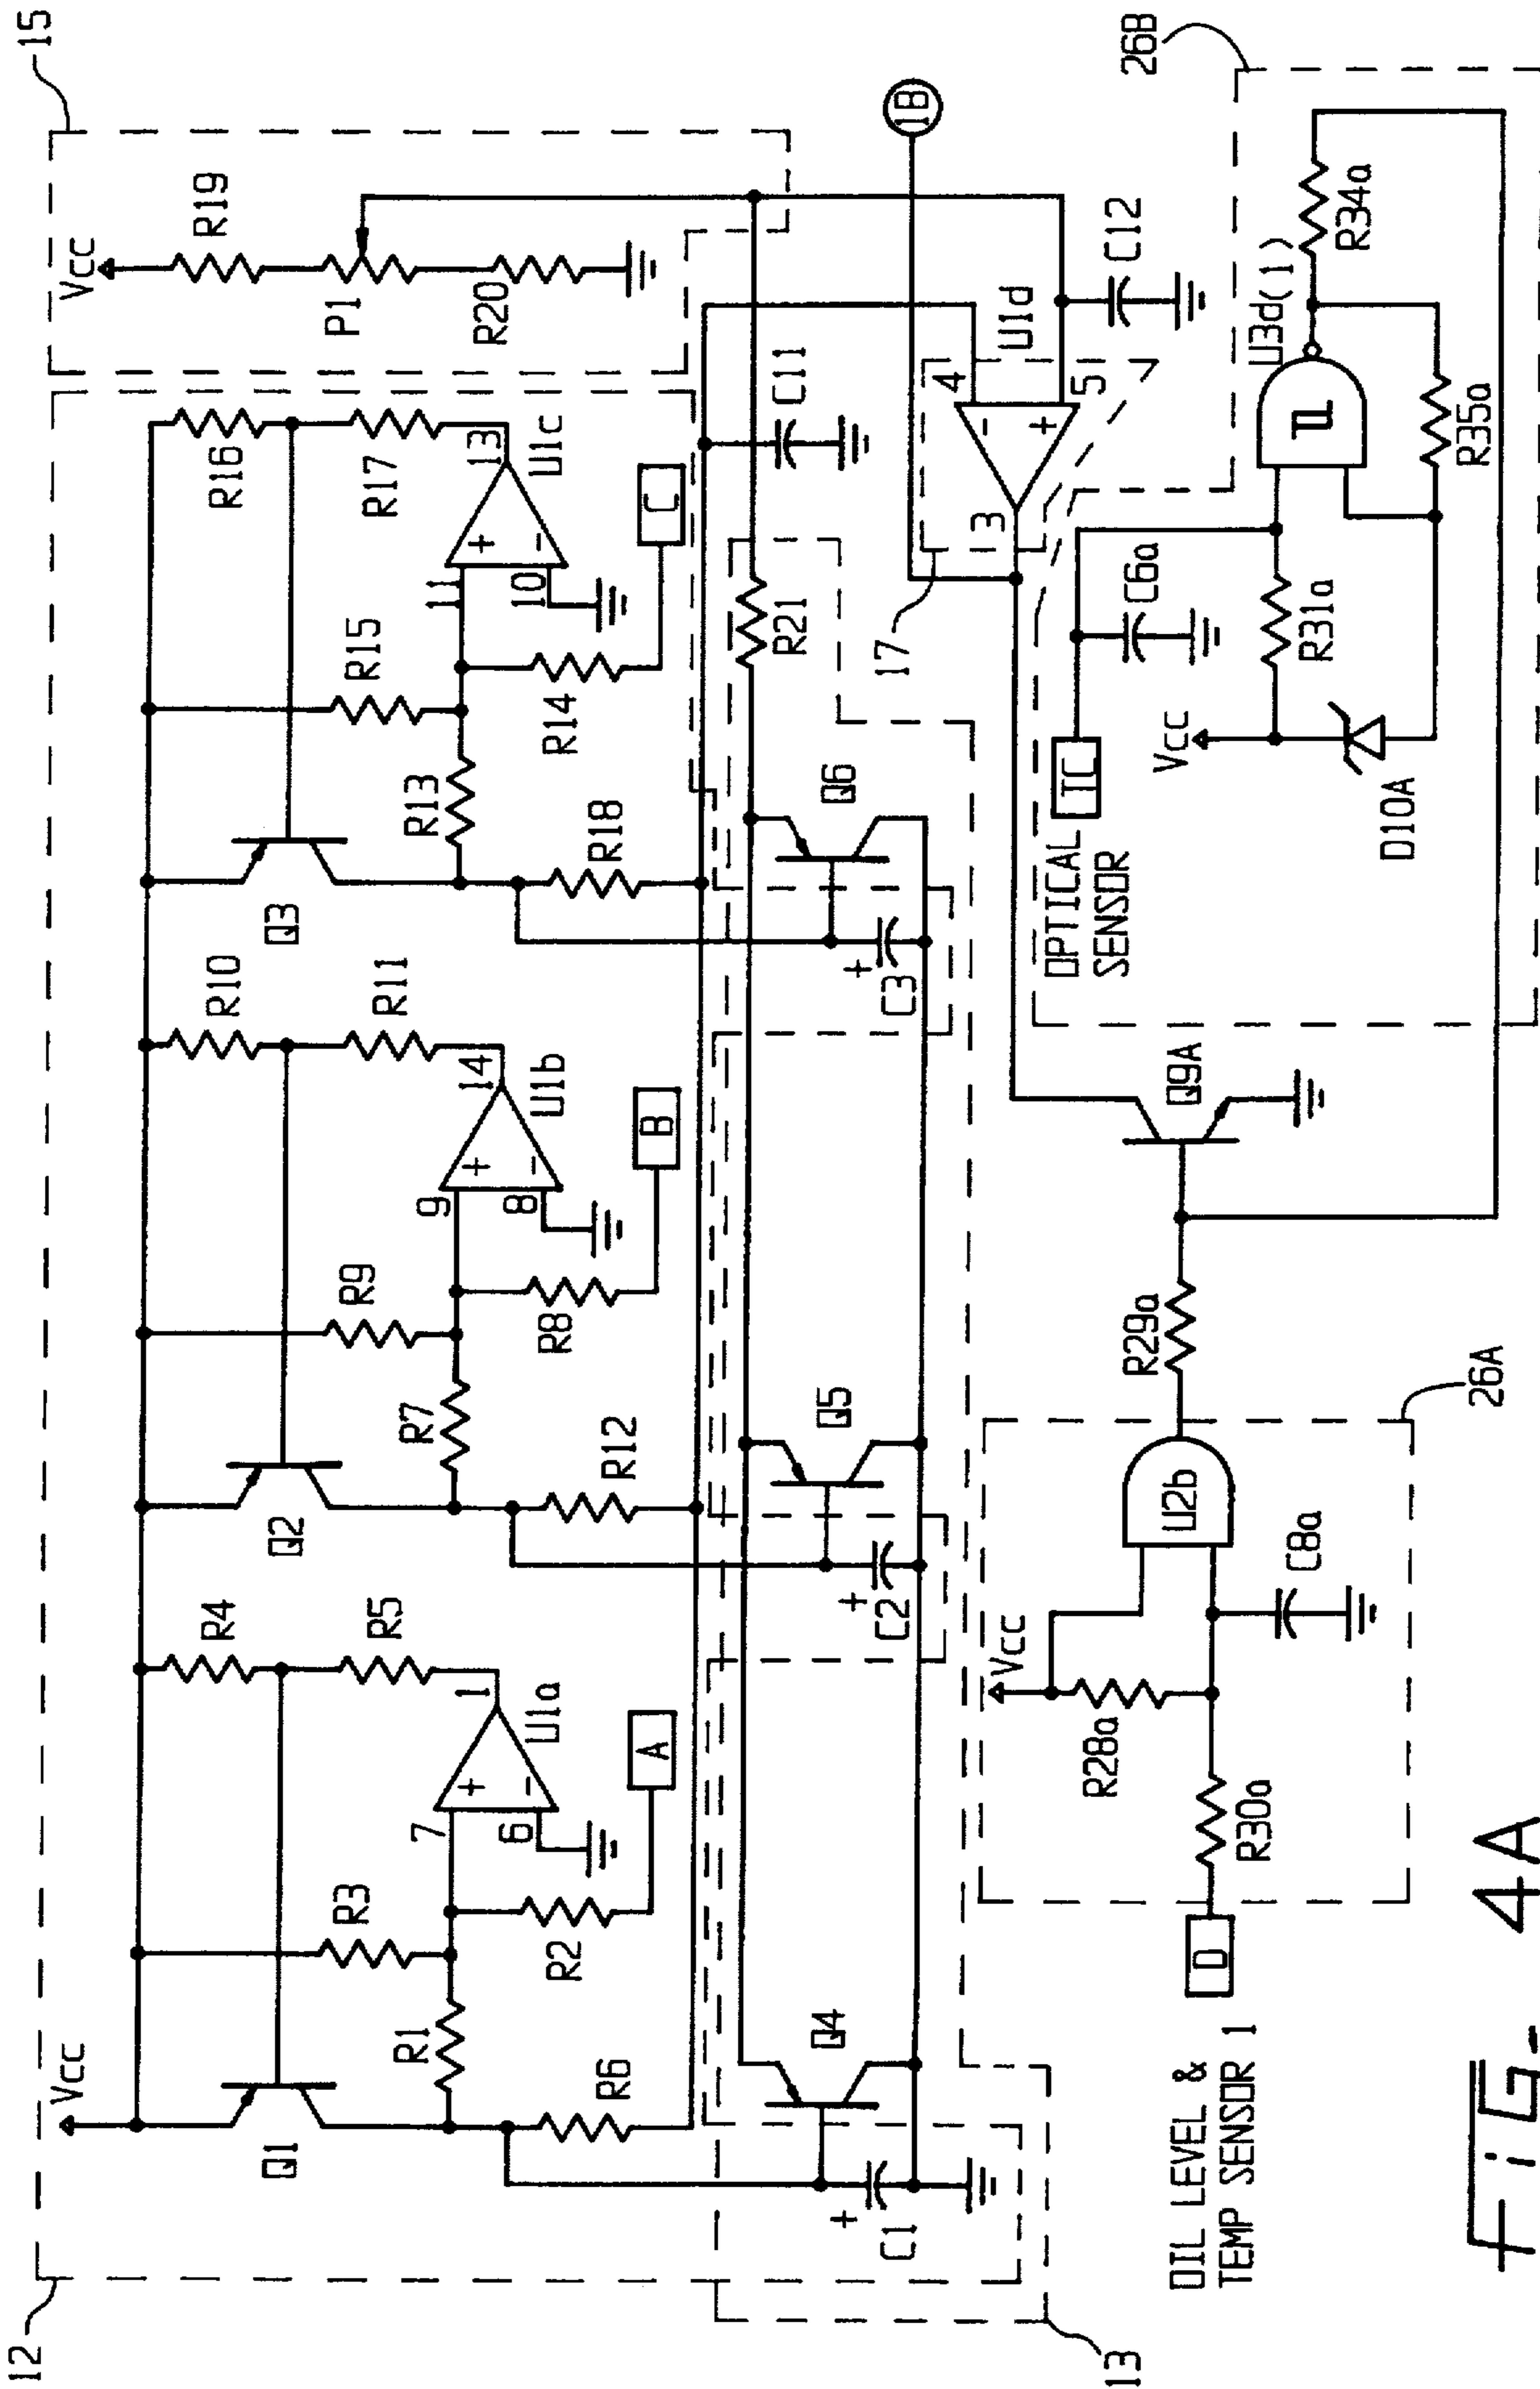 12
15
Vcc
Q1
R4
R3
R5
R1
7
+
6
-
1
U1a
R2
A
R6
Q2
R10
R9
R11
R7
9
+
8
-
14
U1b
R8
B
R12
Q3
R16
R15
R17
R13
11
+
10
-
13
U1c
R14
C
R18
Vcc
R19
P1
R20
C11
R21
+
C1
Q4
+
C2
Q5
+
C3
Q6
13
17
3
4
-
5
+
U1d
C12
1B
OIL LEVEL &
TEMP SENSOR 1
D
R30a
R28a
Vcc
U2b
C8a
26A
R29a
Q9A
OPTICAL
SENSOR
TC
C6a
Vcc
R31a
D10A
U3d(1)
R34a
R35a
26B
FiG- 4A